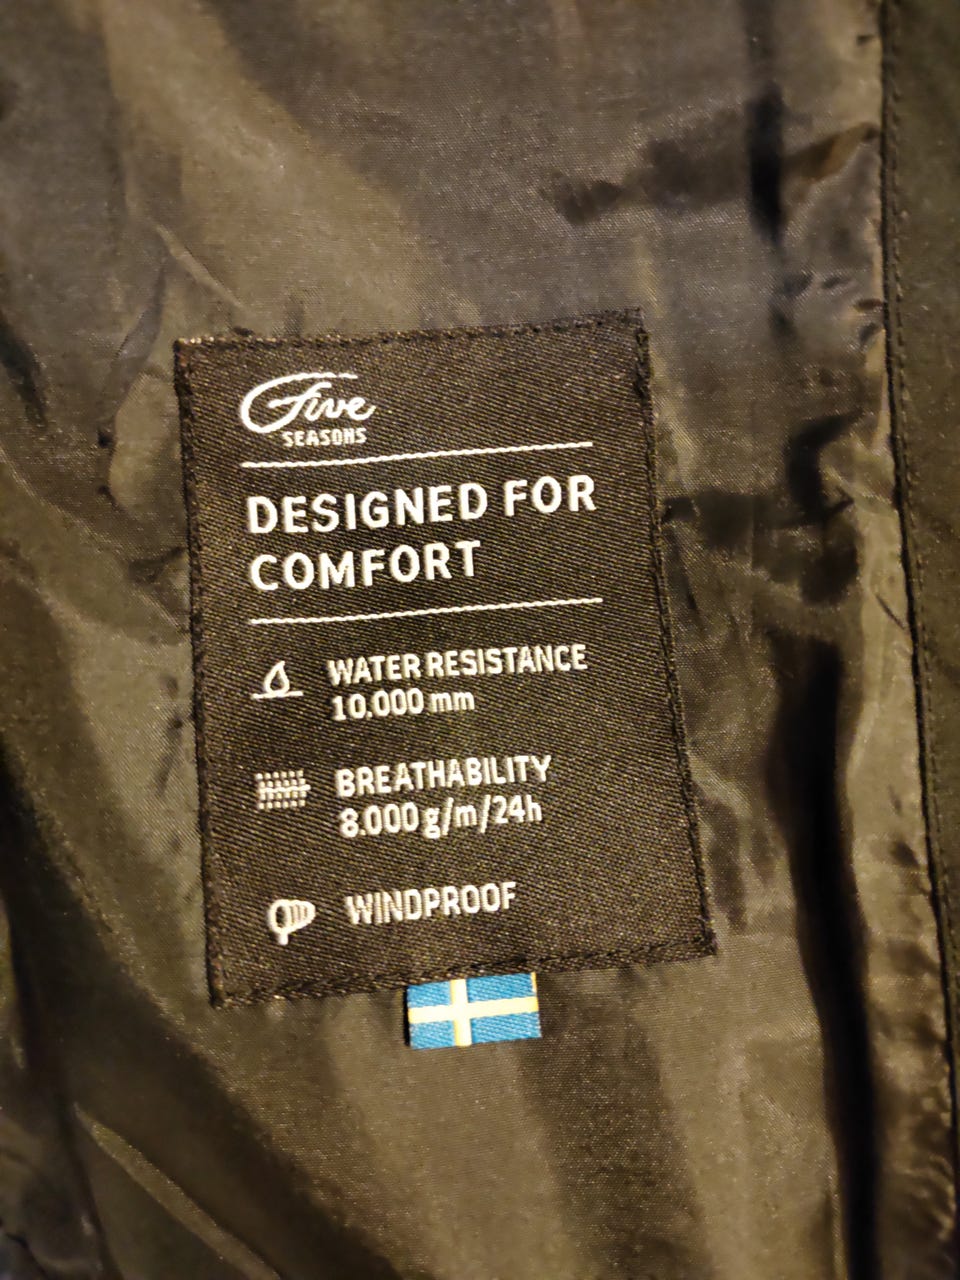 Five
SEASONS
DESIGNED FOR
COMFORT
WATER RESISTANCE
10.000 mm
BREATHABILITY
8.000 g/m/24h
WINDPROOF